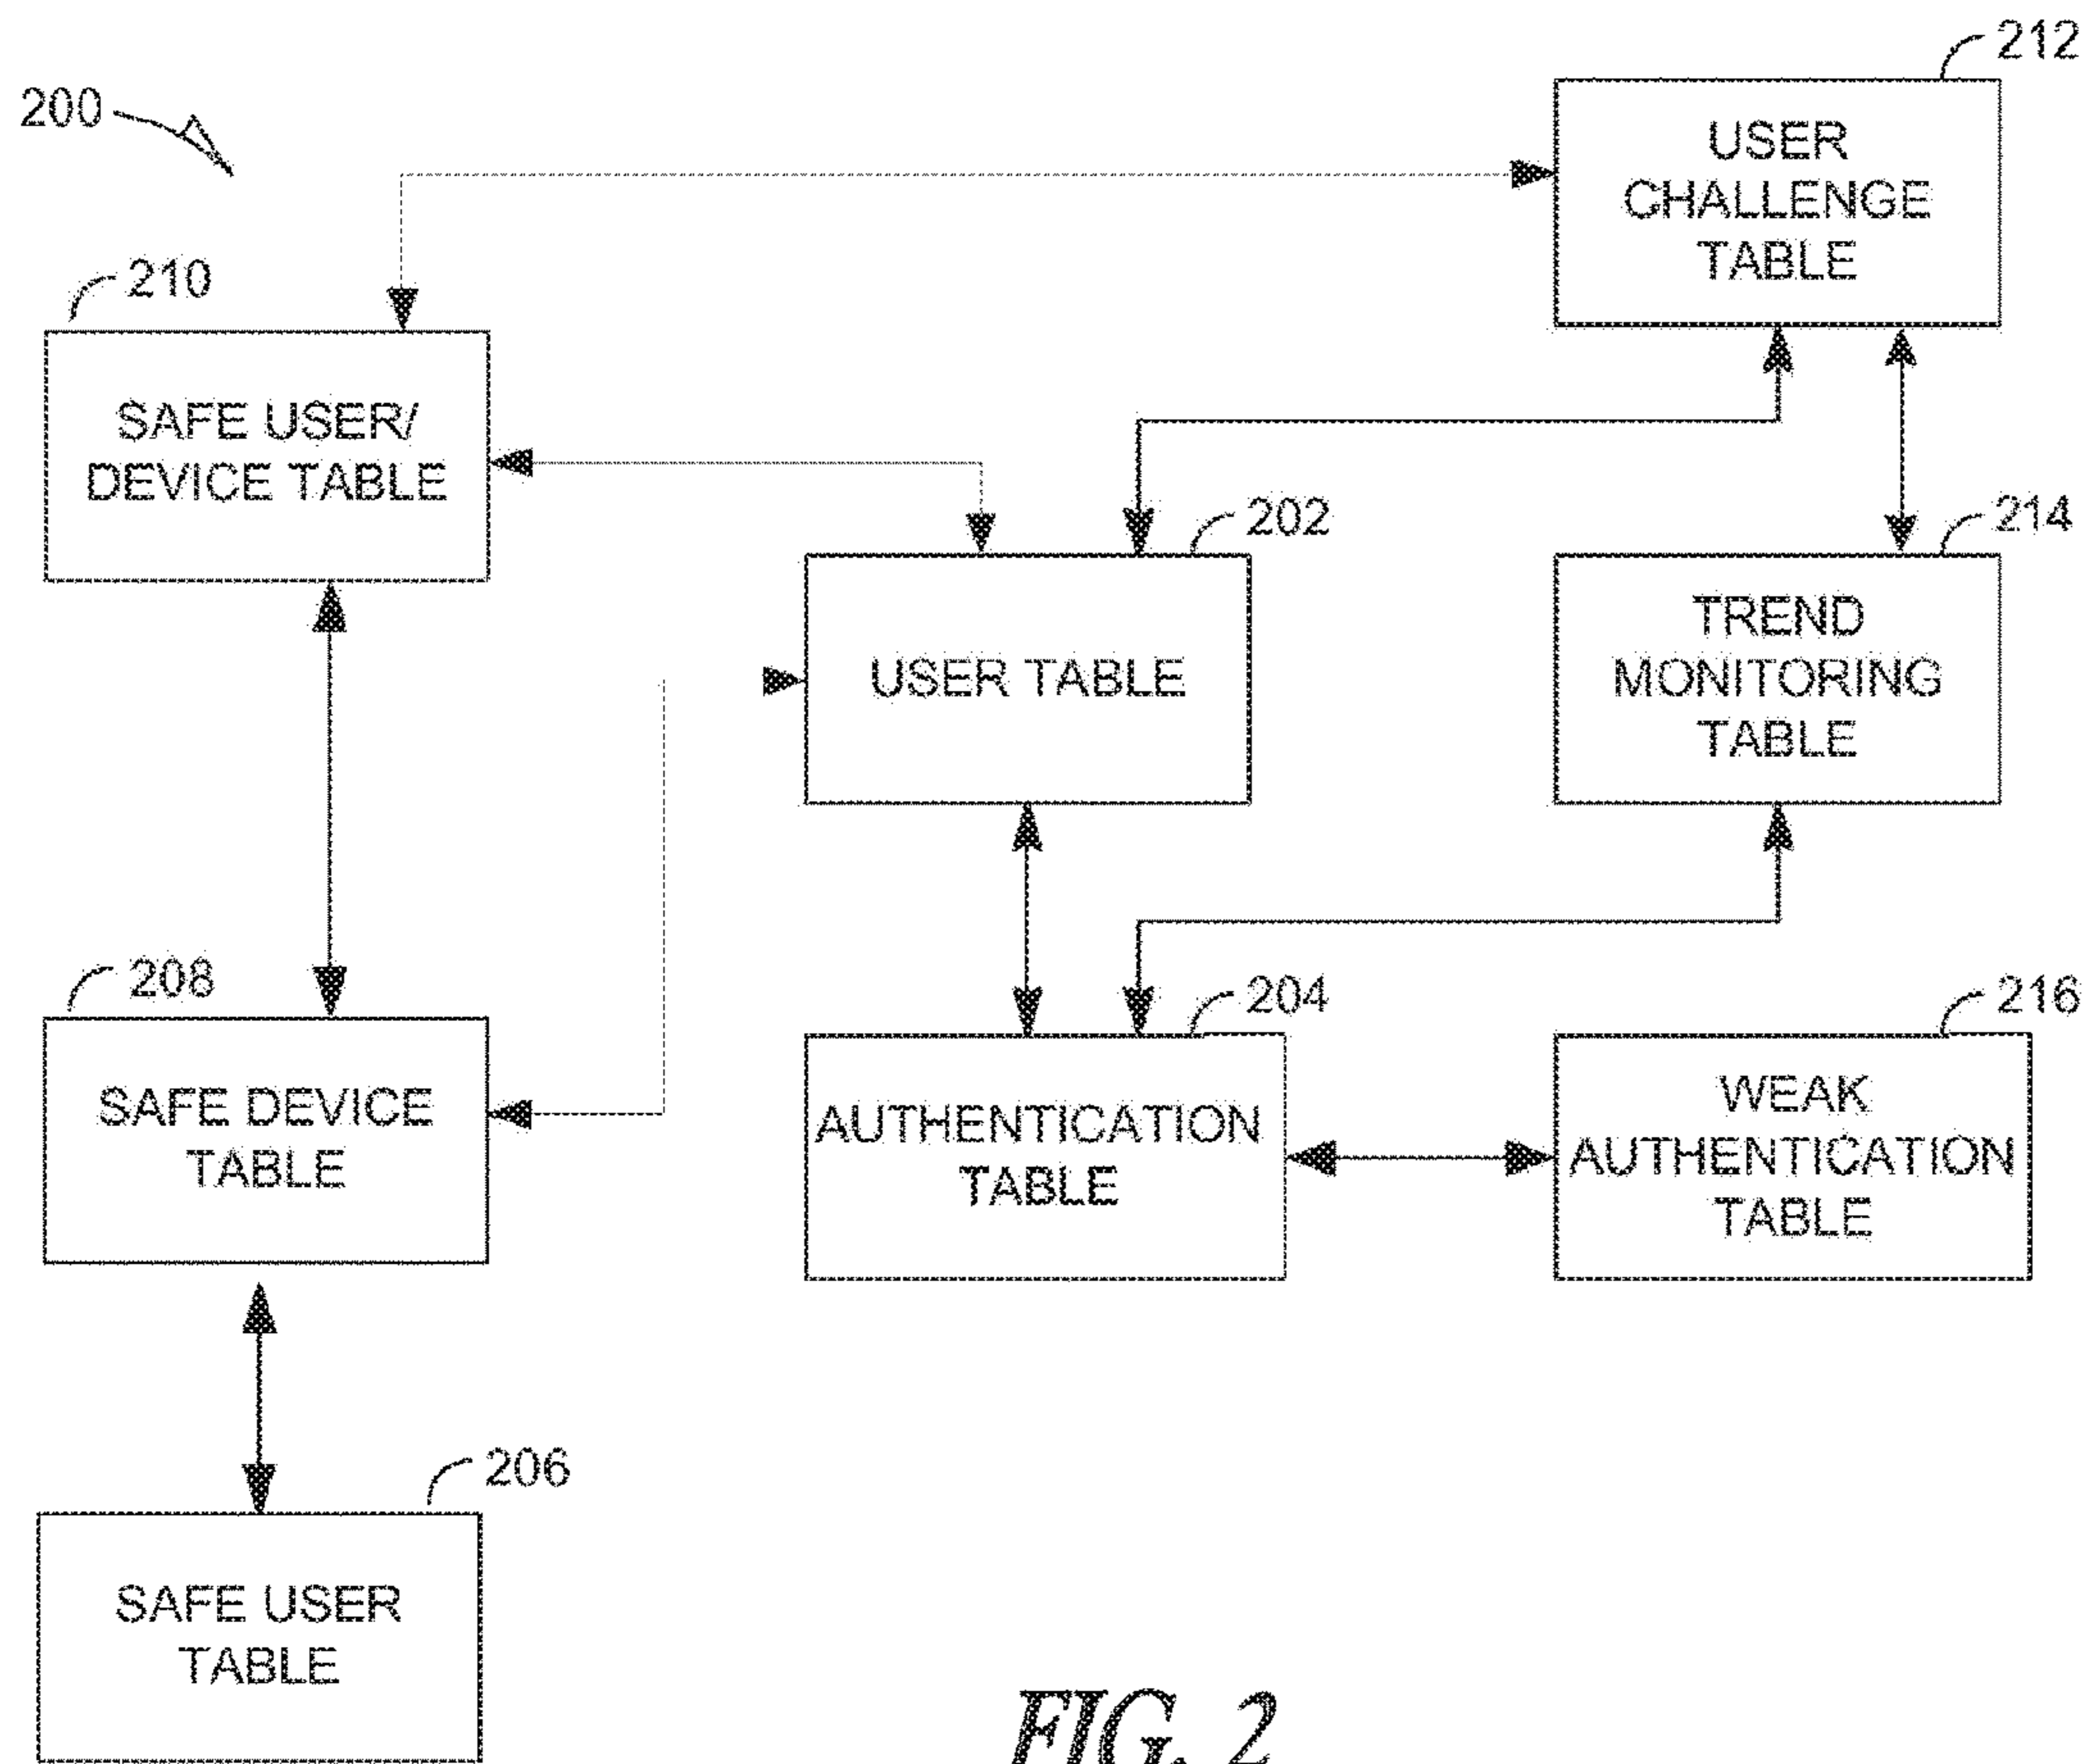 200
212
USER
CHALLENGE
TABLE
210
SAFE USER/
DEVICE TABLE
202
USER TABLE
214
TREND
MONITORING
TABLE
208
SAFE DEVICE
TABLE
204
AUTHENTICATION
TABLE
216
WEAK
AUTHENTICATION
TABLE
206
SAFE USER
TABLE
FIG. 2